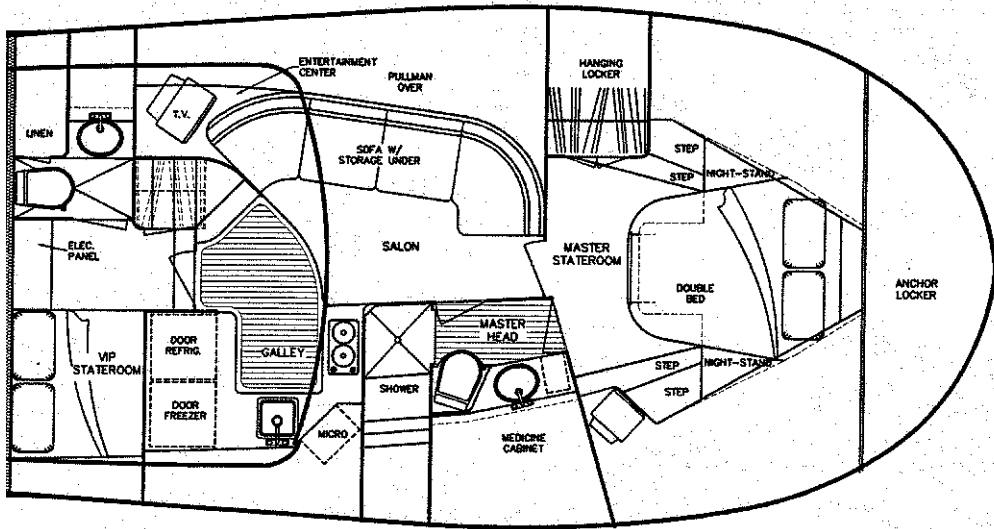 ENTERTAINMENT
CENTER
PULLMAN
OVER
HANGING
LOCKER
T.V.
LINEN
SOFA W/
STORAGE UNDER
STEP
STEP
NIGHT-STAND
ELEC.
PANEL
SALON
MASTER
STATEROOM
DOUBLE
BED
ANCHOR
LOCKER
VIP
STATEROOM
DOOR
REFRIG.
GALLEY
MASTER
HEAD
DOOR
FREEZER
SHOWER
STEP
STEP
NIGHT-STAND
MICRO
MEDICINE
CABINET